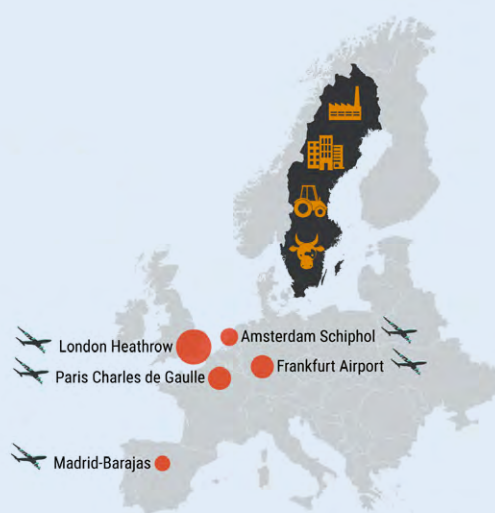 Amsterdam Schiphol
London Heathrow
Frankfurt Airport
Paris Charles de Gaulle
Madrid-Barajas